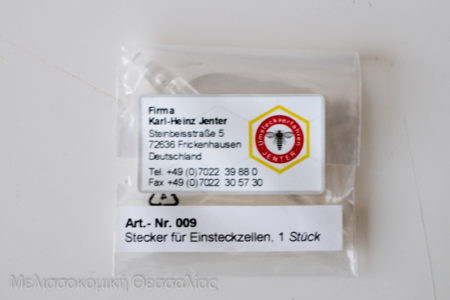 Firma
Karl-Heinz Jenter
Steinbeisstraße 5
72636 Frickenhausen
Deutschland
Tel. +49 (0)7022 39 88 0
Fax +49 (0)7022 30 57 30
Umsteckverfahren
JENTER
Art.- Nr. 009
Stecker für Einsteckzellen, 1 Stück
Μελισσοκομική Θεσσαλίας